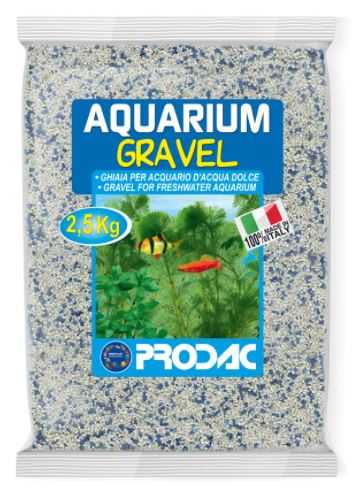 AQUARIUM
GRAVEL
• GHIAIA PER ACQUARIO D'ACQUA DOLCE
• GRAVEL FOR FRESHWATER AQUARIUM
2,5 Kg
100% MADE IN ITALY
PRODAC